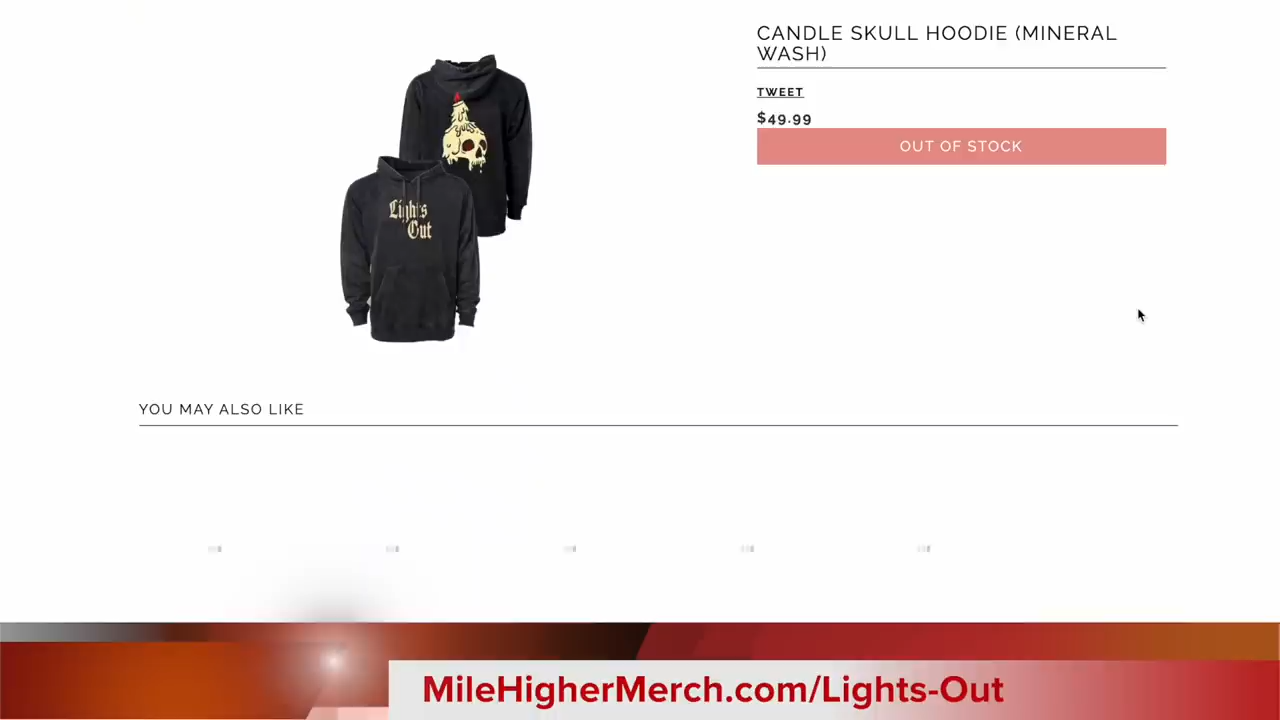 CANDLE SKULL HOODIE (MINERAL
WASH)
TWEET
$49.99
OUT OF STOCK
Lights
Out
YOU MAY ALSO LIKE
MileHigherMerch.com/Lights-Out